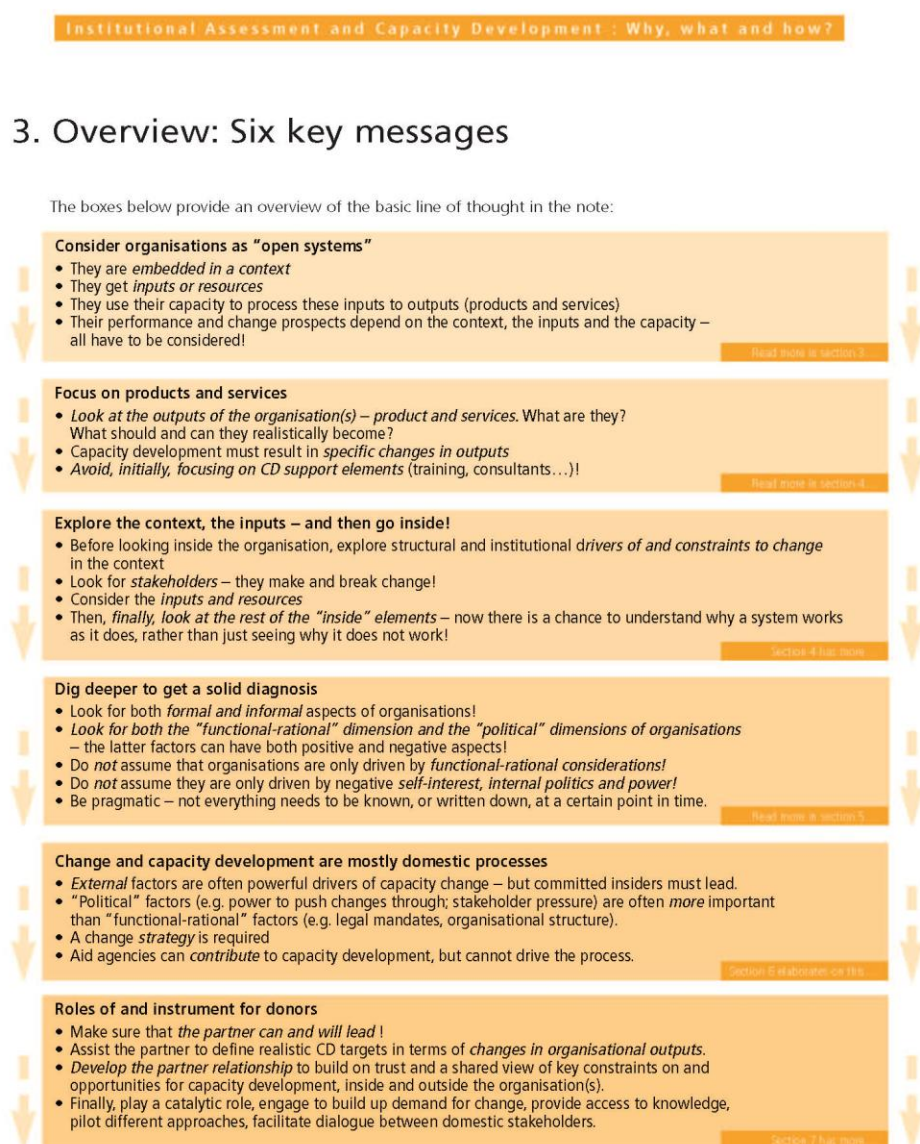 Institutional Assessment and Capacity Development : Why, what and how?
3. Overview: Six key messages
The boxes below provide an overview of the basic line of thought in the note:
Consider organisations as “open systems”
• They are embedded in a context
• They get inputs or resources
• They use their capacity to process these inputs to outputs (products and services)
• Their performance and change prospects depend on the context, the inputs and the capacity –
all have to be considered!
Read more is section 3
Focus on products and services
• Look at the outputs of the organisation(s) – product and services. What are they?
What should and can they realistically become?
• Capacity development must result in specific changes in outputs
• Avoid, initially, focusing on CD support elements (training, consultants…)!
Read more is section 4
Explore the context, the inputs – and then go inside!
• Before looking inside the organisation, explore structural and institutional drivers of and constraints to change
in the context
• Look for stakeholders – they make and break change!
• Consider the inputs and resources
• Then, finally, look at the rest of the “inside” elements – now there is a chance to understand why a system works
as it does, rather than just seeing why it does not work!
Section 4 has more
Dig deeper to get a solid diagnosis
• Look for both formal and informal aspects of organisations!
• Look for both the “functional-rational” dimension and the “political” dimensions of organisations
– the latter factors can have both positive and negative aspects!
• Do not assume that organisations are only driven by functional-rational considerations!
• Do not assume they are only driven by negative self-interest, internal politics and power!
• Be pragmatic – not everything needs to be known, or written down, at a certain point in time.
Read more is section 5
Change and capacity development are mostly domestic processes
• External factors are often powerful drivers of capacity change – but committed insiders must lead.
• “Political” factors (e.g. power to push changes through; stakeholder pressure) are often more important
than “functional-rational” factors (e.g. legal mandates, organisational structure).
• A change strategy is required
• Aid agencies can contribute to capacity development, but cannot drive the process.
Section 6 elaborates on this
Roles of and instrument for donors
• Make sure that the partner can and will lead !
• Assist the partner to define realistic CD targets in terms of changes in organisational outputs.
• Develop the partner relationship to build on trust and a shared view of key constraints on and
opportunities for capacity development, inside and outside the organisation(s).
• Finally, play a catalytic role, engage to build up demand for change, provide access to knowledge,
pilot different approaches, facilitate dialogue between domestic stakeholders.
Section 7 has more